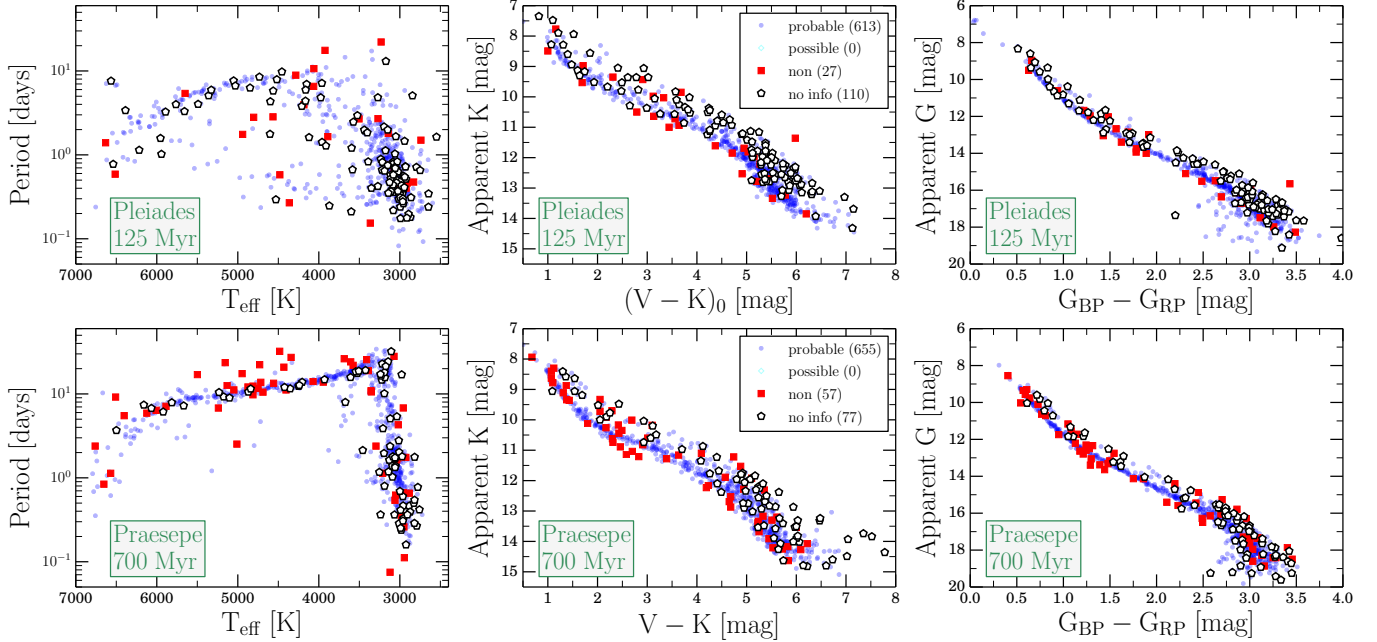 Period [days]
10¹
10⁰
10⁻¹
Pleiades
125 Myr
7000 6000 5000 4000 3000
T_eff [K]
Apparent K [mag]
7
8
9
10
11
12
13
14
15
probable (613)
possible (0)
non (27)
no info (110)
Pleiades
125 Myr
1 2 3 4 5 6 7 8
(V − K)₀ [mag]
Apparent G [mag]
6
8
10
12
14
16
18
20
Pleiades
125 Myr
0.0 0.5 1.0 1.5 2.0 2.5 3.0 3.5 4.0
G_BP − G_RP [mag]
Period [days]
10¹
10⁰
10⁻¹
Praesepe
700 Myr
7000 6000 5000 4000 3000
T_eff [K]
Apparent K [mag]
7
8
9
10
11
12
13
14
15
probable (655)
possible (0)
non (57)
no info (77)
Praesepe
700 Myr
1 2 3 4 5 6 7 8
V − K [mag]
Apparent G [mag]
6
8
10
12
14
16
18
20
Praesepe
700 Myr
0.0 0.5 1.0 1.5 2.0 2.5 3.0 3.5 4.0
G_BP − G_RP [mag]